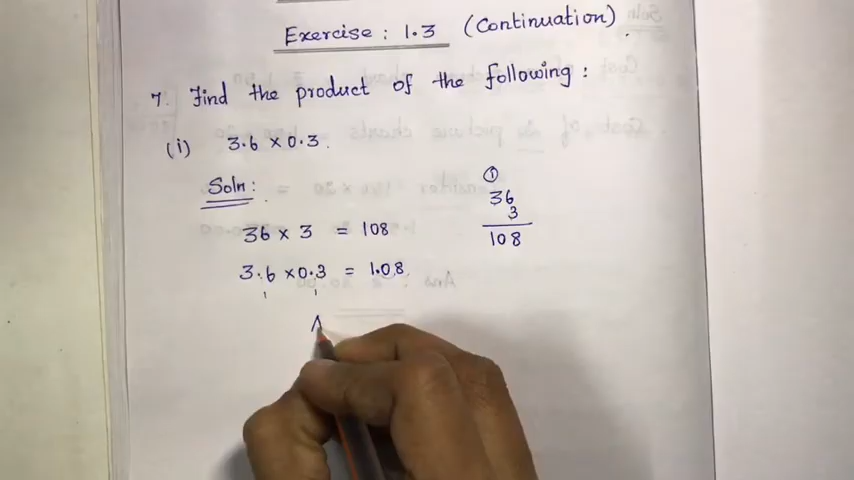 Exercise : 1.3 (Continuation)
7. Find the product of the following :
(i) 3.6 × 0.3.
Soln :
①
36
3
108
36 × 3 = 108
3.6 × 0.3 = 1.08
A